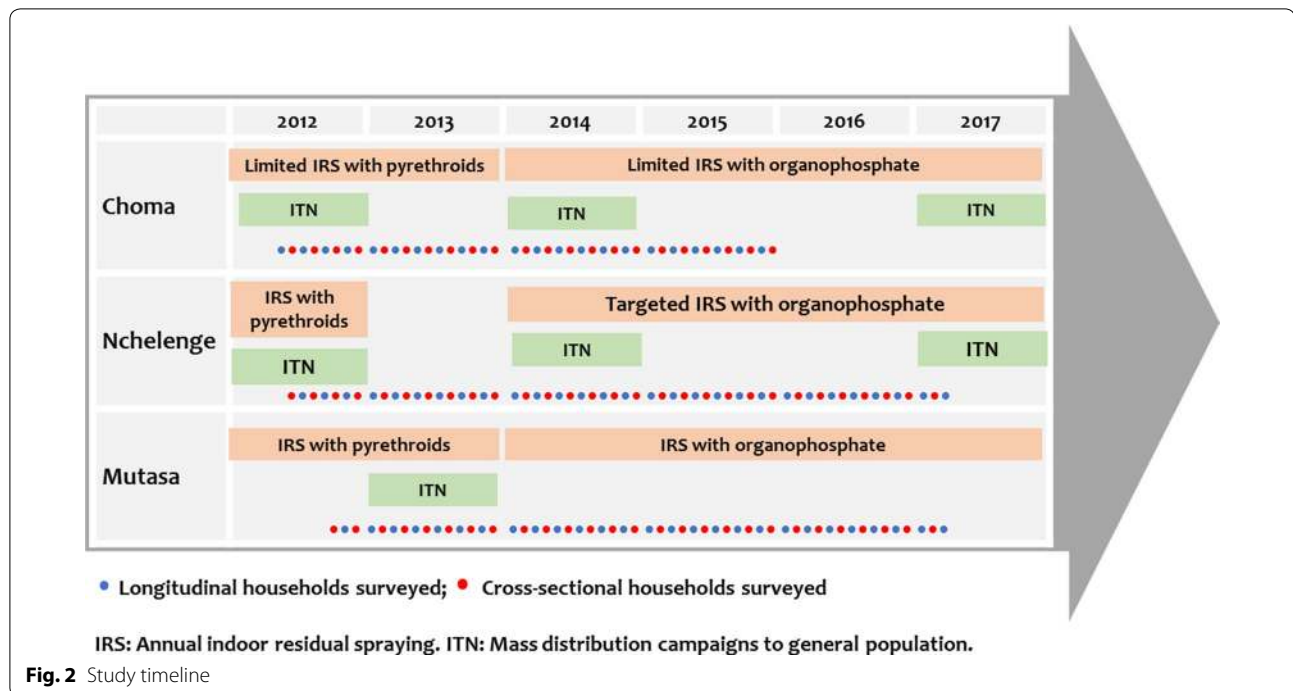 2012 2013 2014 2015 2016 2017
Choma
Limited IRS with pyrethroids Limited IRS with organophosphate
ITN ITN ITN
Nchelenge
IRS with
pyrethroids
Targeted IRS with organophosphate
ITN ITN ITN
Mutasa
IRS with pyrethroids IRS with organophosphate
ITN
Longitudinal households surveyed; Cross-sectional households surveyed
IRS: Annual indoor residual spraying. ITN: Mass distribution campaigns to general population.
Fig. 2 Study timeline